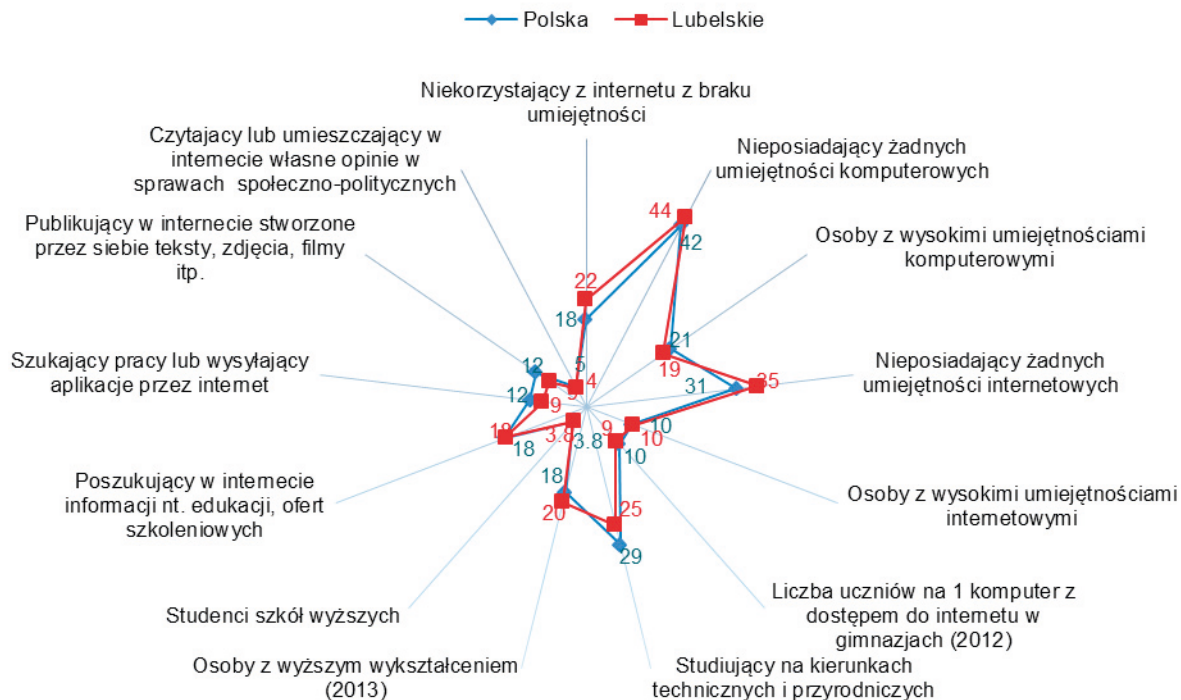 Polska
Lubelskie
Niekorzystający z internetu z braku
umiejętności
Nieposiadający żadnych
umiejętności komputerowych
Osoby z wysokimi umiejętnościami
komputerowymi
Nieposiadający żadnych
umiejętności internetowych
Osoby z wysokimi umiejętnościami
internetowymi
Liczba uczniów na 1 komputer z
dostępem do internetu w
gimnazjach (2012)
Studiujący na kierunkach
technicznych i przyrodniczych
Osoby z wyższym wykształceniem
(2013)
Studenci szkół wyższych
Poszukujący w internecie
informacji nt. edukacji, ofert
szkoleniowych
Szukający pracy lub wysyłający
aplikacje przez internet
Publikujący w internecie stworzone
przez siebie teksty, zdjęcia, filmy
itp.
Czytajacy lub umieszczający w
internecie własne opinie w
sprawach społeczno-politycznych
22
18
44
42
21
19
35
31
10
10
9
10
25
29
18
20
3.8
3.8
18
18
12
9
12
9
5
4